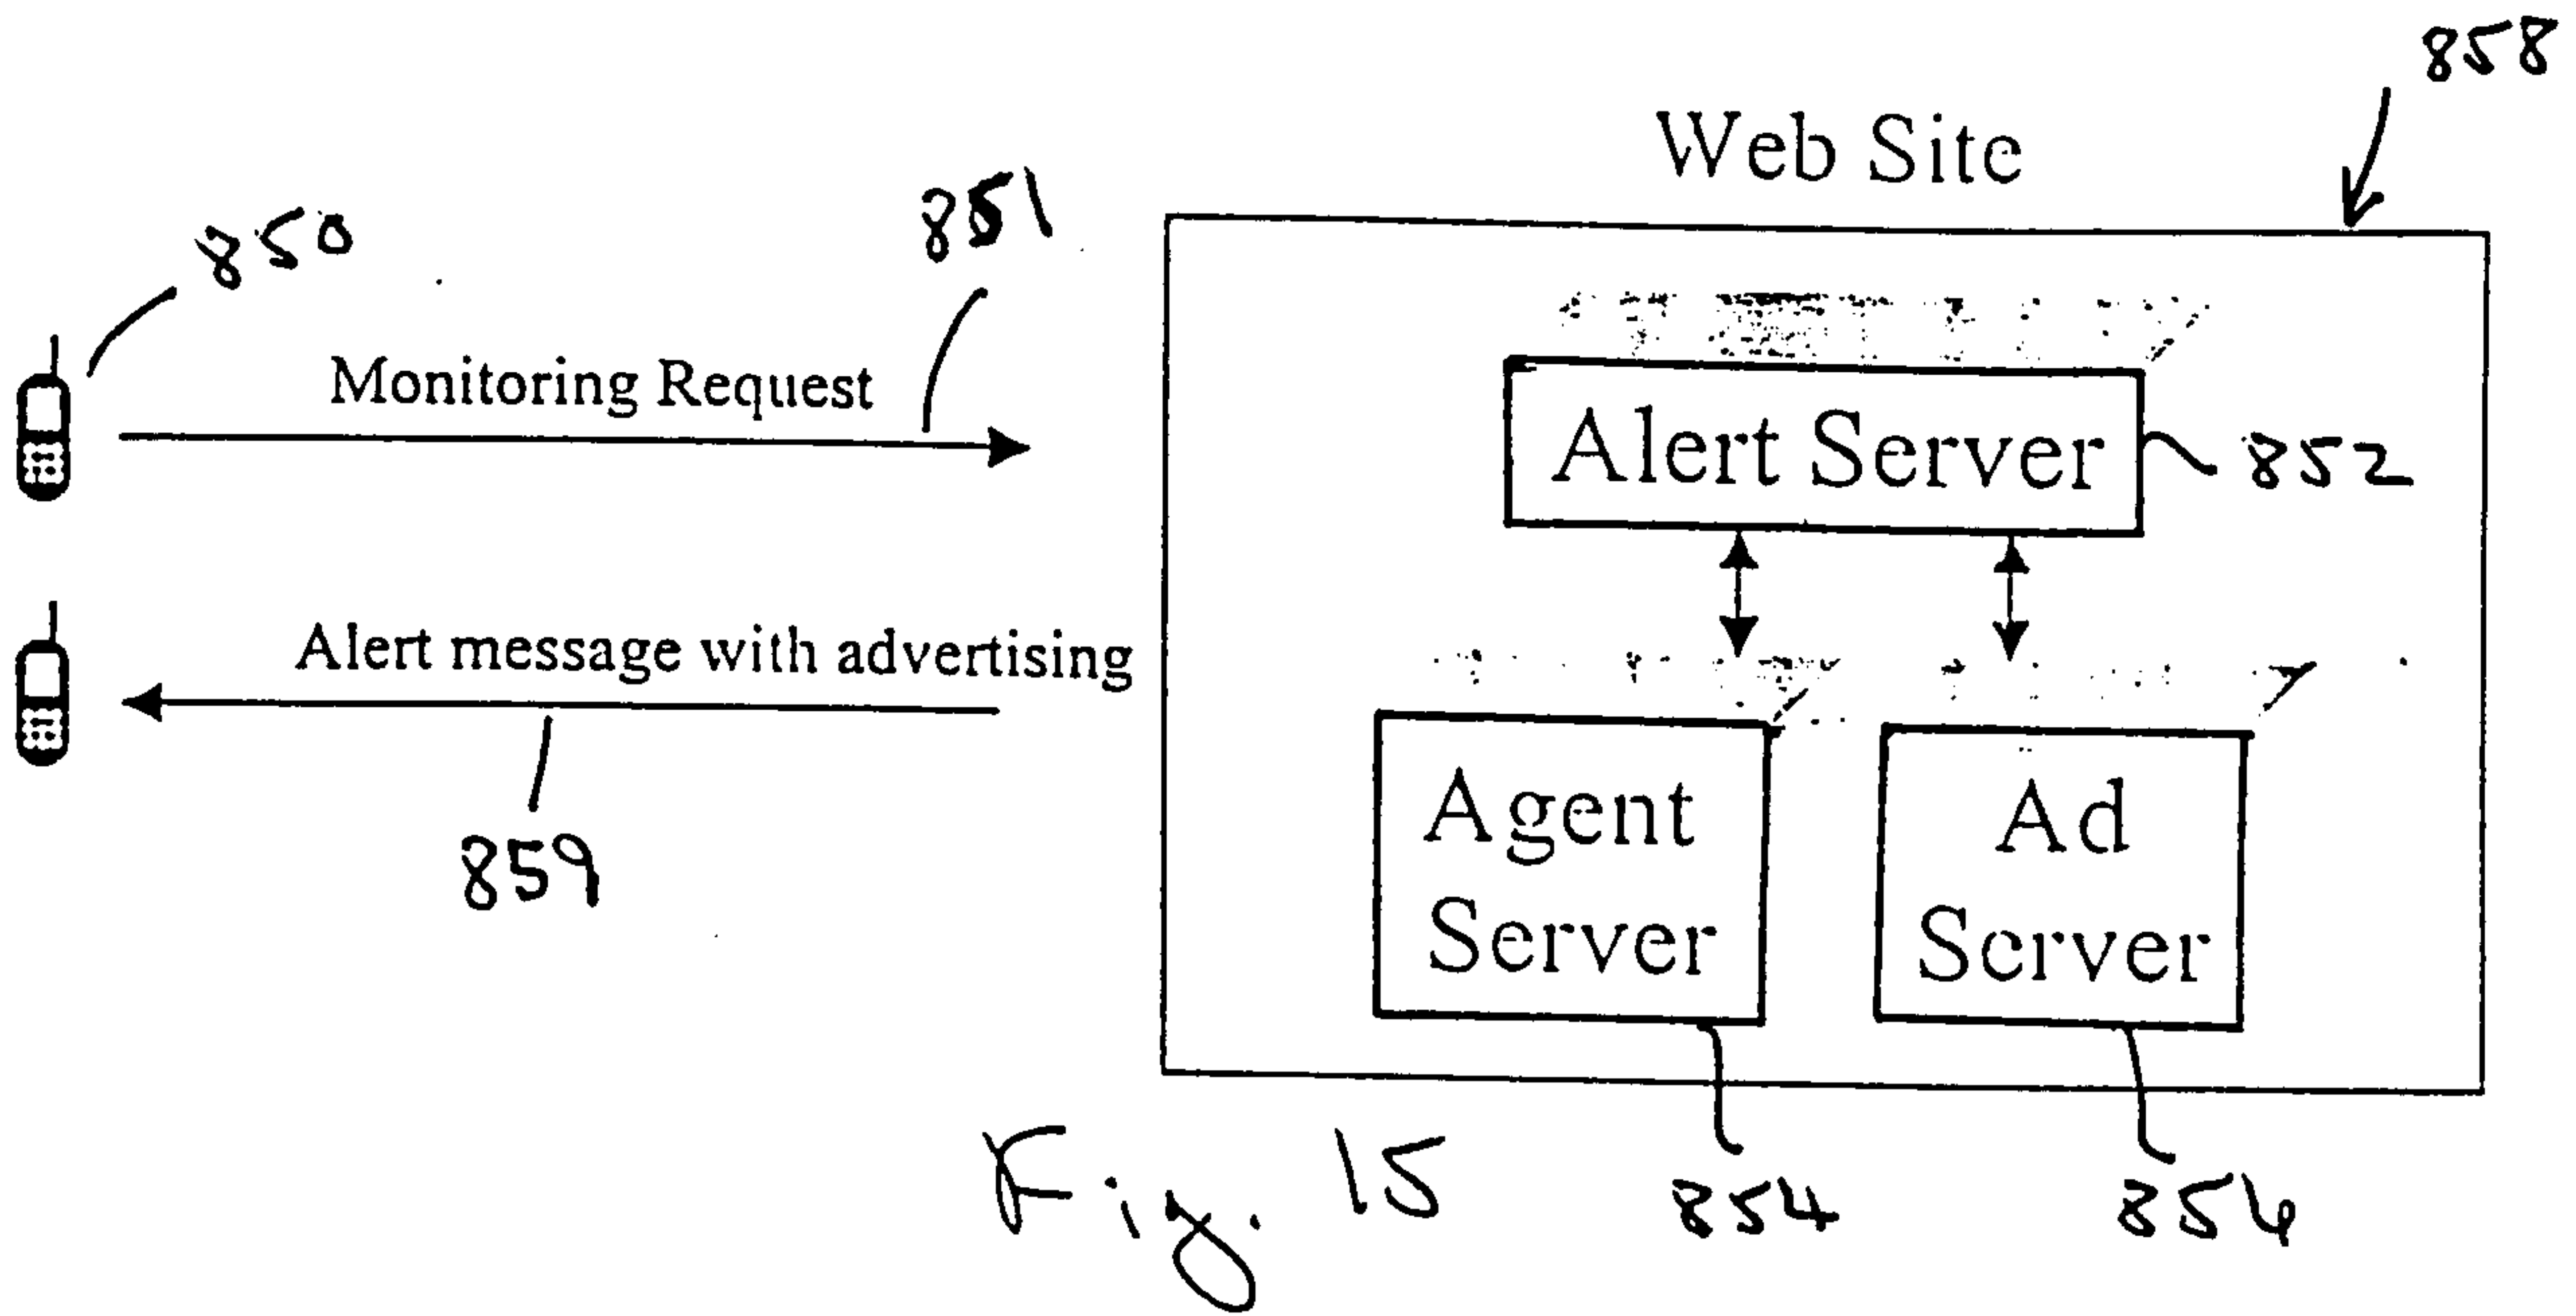 858
Web Site
850
851
Monitoring Request
Alert Server
852
Alert message with advertising
859
Agent
Server
Ad
Server
Fig. 15
854
856